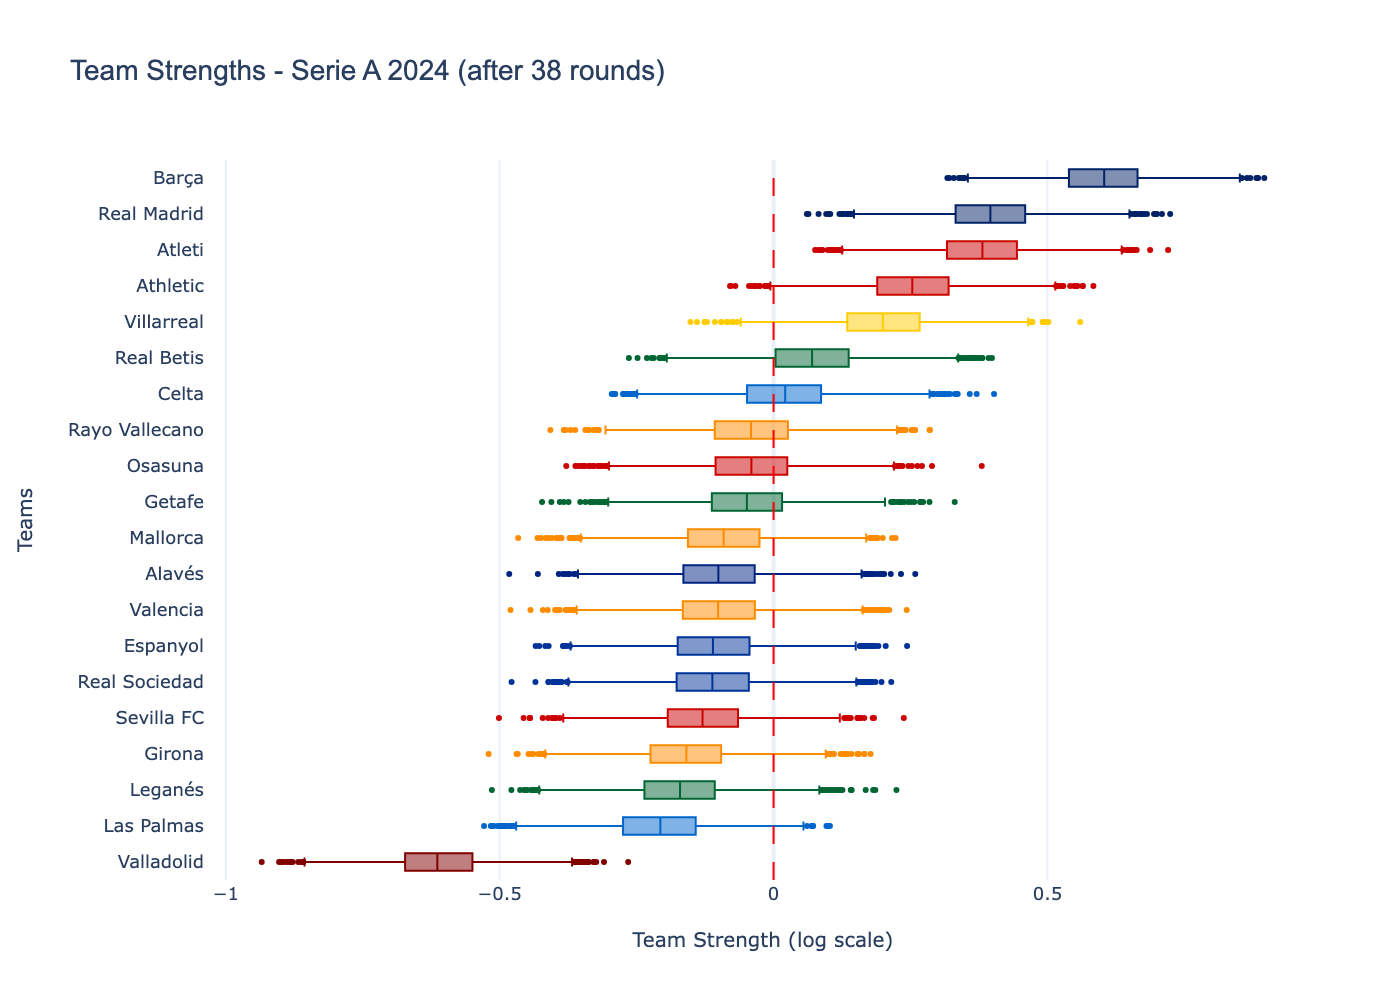 Team Strengths - Serie A 2024 (after 38 rounds)
Barça
Real Madrid
Atleti
Athletic
Villarreal
Real Betis
Celta
Rayo Vallecano
Osasuna
Getafe
Mallorca
Alavés
Valencia
Espanyol
Real Sociedad
Sevilla FC
Girona
Leganés
Las Palmas
Valladolid
Teams
−1
−0.5
0
0.5
Team Strength (log scale)